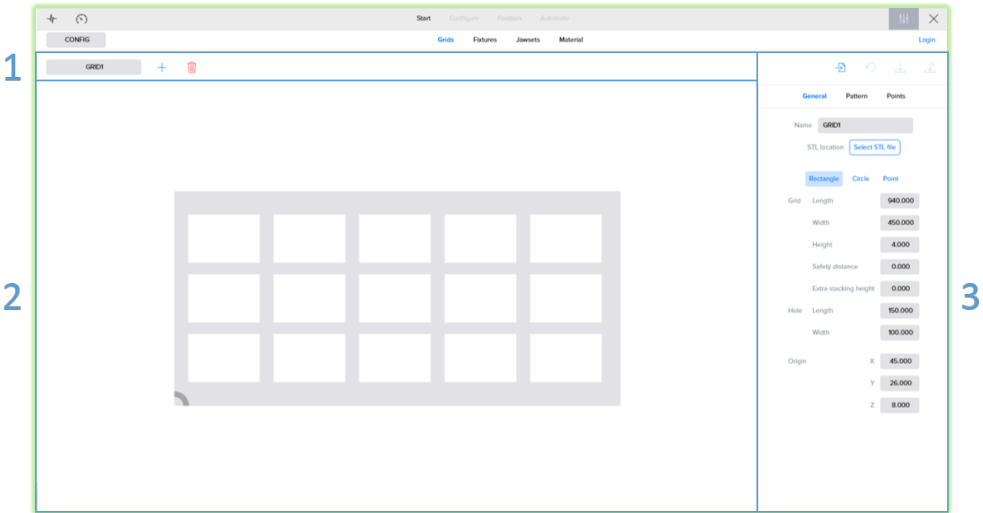 Start Configure Position Automate
CONFIG Grids Fixtures Jawsets Material Login
1 GRID1
General Pattern Points
Name GRID1
STL location Select STL file
Rectangle Circle Point
Grid Length 940.000
Width 450.000
Height 4.000
Safety distance 0.000
2 Extra stacking height 0.000 3
Hole Length 150.000
Width 100.000
Origin X 45.000
Y 26.000
Z 8.000